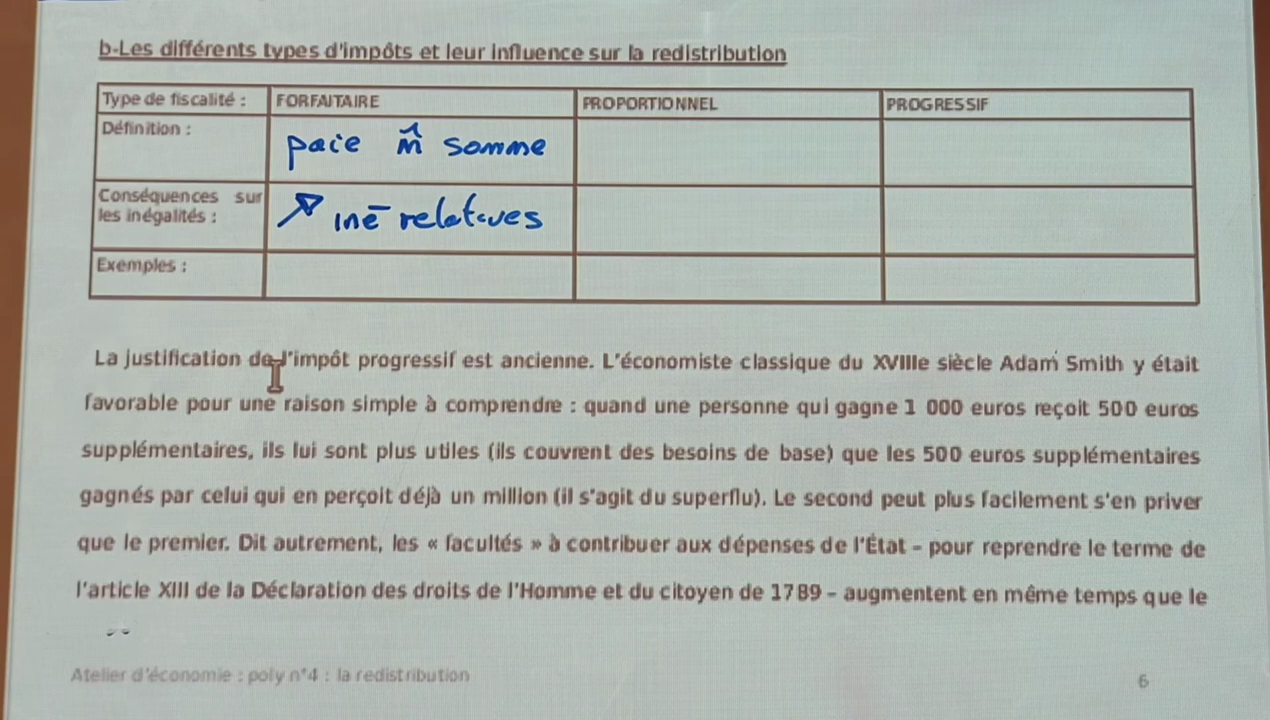 b-Les différents types d'impôts et leur influence sur la redistribution
Type de fiscalité : FORFAITAIRE PROPORTIONNEL PROGRESSIF
Définition : paie m̂ somme
Conséquences sur les inégalités : ↗ inē relatives
Exemples :
La justification de l'impôt progressif est ancienne. L'économiste classique du XVIIIe siècle Adam Smith y était
favorable pour une raison simple à comprendre : quand une personne qui gagne 1 000 euros reçoit 500 euros
supplémentaires, ils lui sont plus utiles (ils couvrent des besoins de base) que les 500 euros supplémentaires
gagnés par celui qui en perçoit déjà un million (il s'agit du superflu). Le second peut plus facilement s'en priver
que le premier. Dit autrement, les « facultés » à contribuer aux dépenses de l'État – pour reprendre le terme de
l'article XIII de la Déclaration des droits de l'Homme et du citoyen de 1789 – augmentent en même temps que le
Atelier d'économie : poly n°4 : la redistribution 6